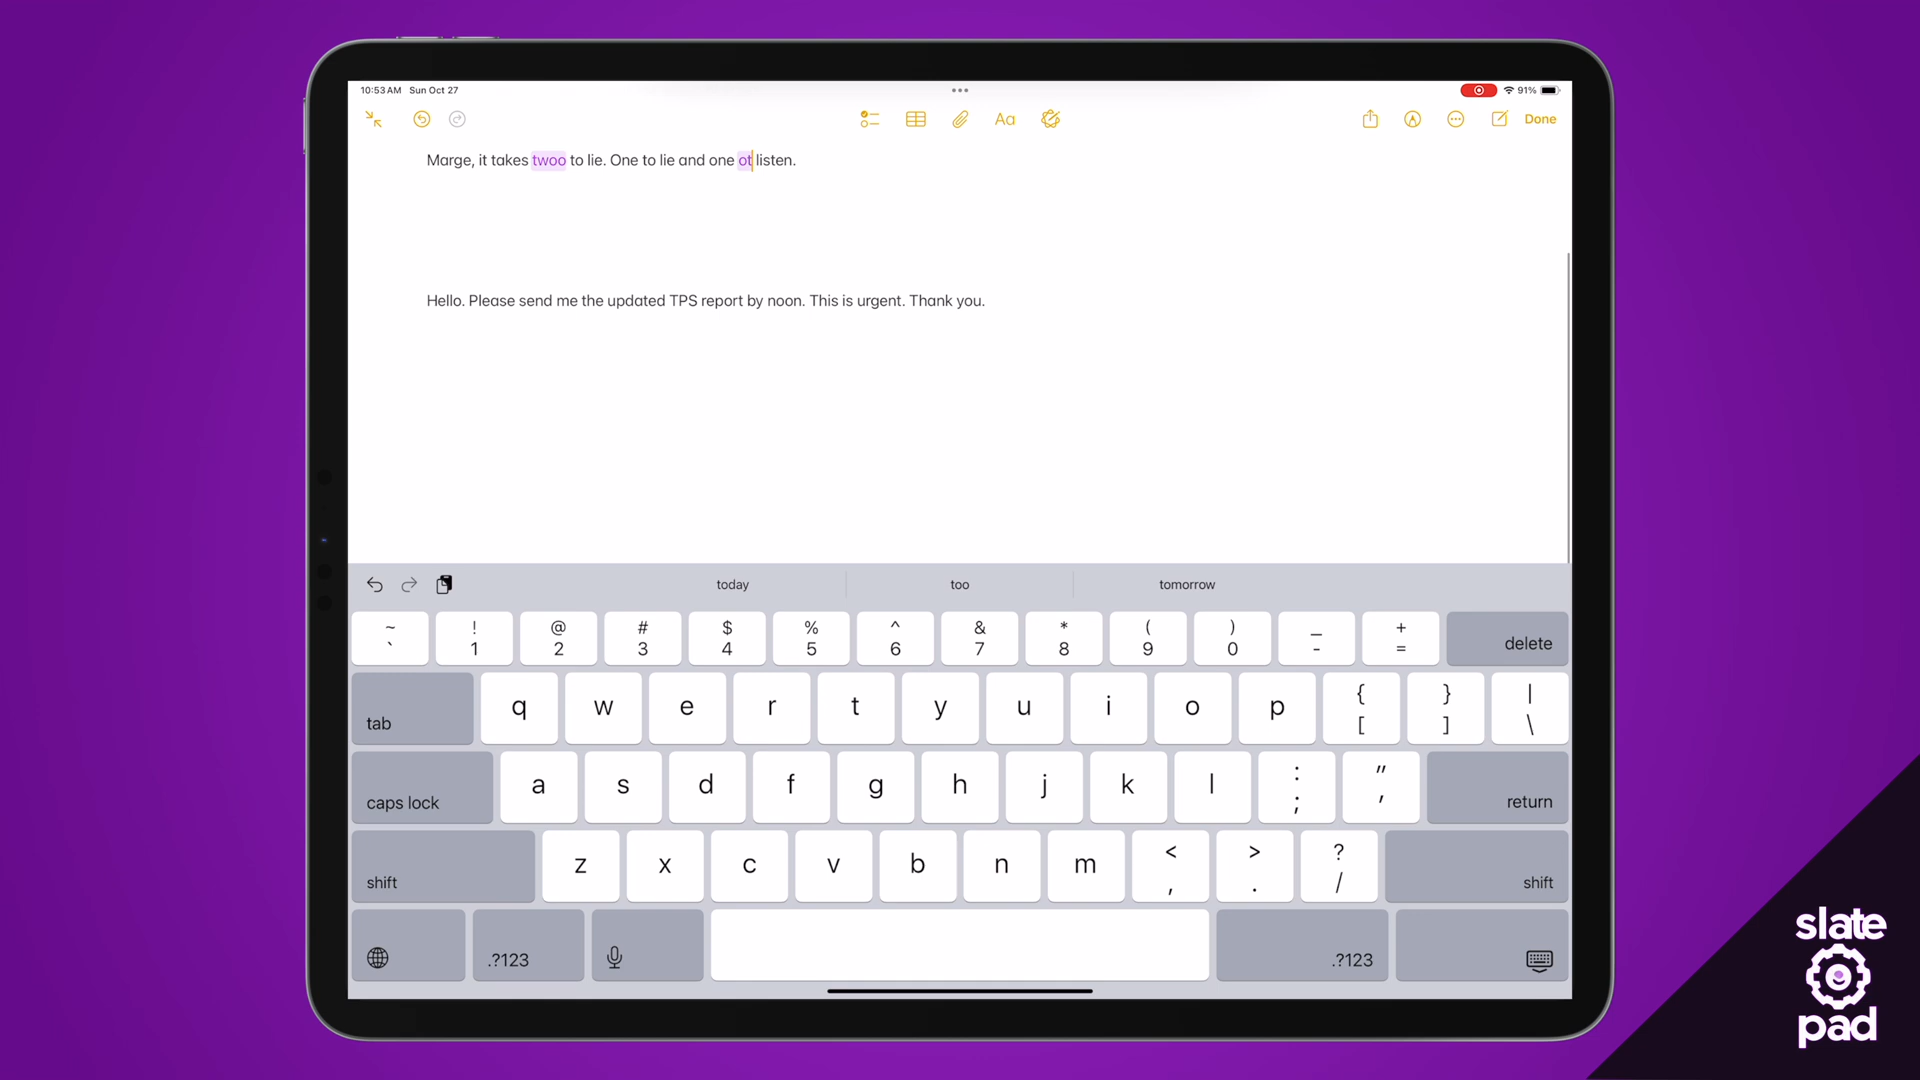 10:53 AM Sun Oct 27
91%
Aa
Done
Marge, it takes twoo to lie. One to lie and one ot listen.
Hello. Please send me the updated TPS report by noon. This is urgent. Thank you.
today too tomorrow
~ ! @ # $ % ^ & * ( ) _ +
` 1 2 3 4 5 6 7 8 9 0 - = delete
tab q w e r t y u i o p { [ } ] | \
caps lock a s d f g h j k l : ; " ' return
shift z x c v b n m < , > . ? / shift
.?123 .?123
slate
pad